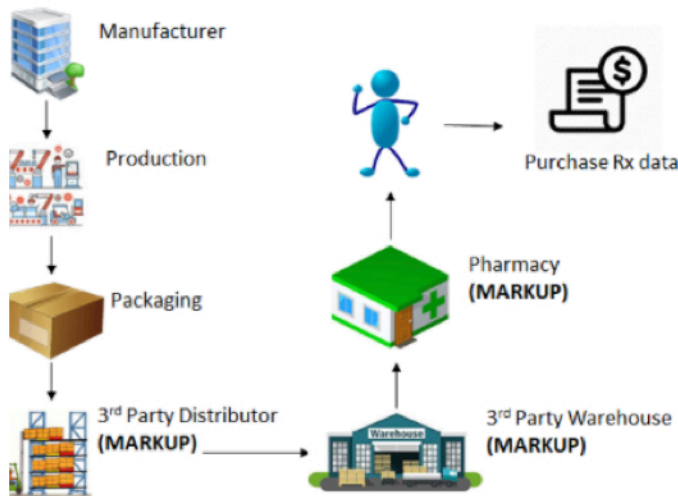 Manufacturer
Production
Packaging
3rd Party Distributor
(MARKUP)
Warehouse
3rd Party Warehouse
(MARKUP)
Pharmacy
(MARKUP)
$
Purchase Rx data